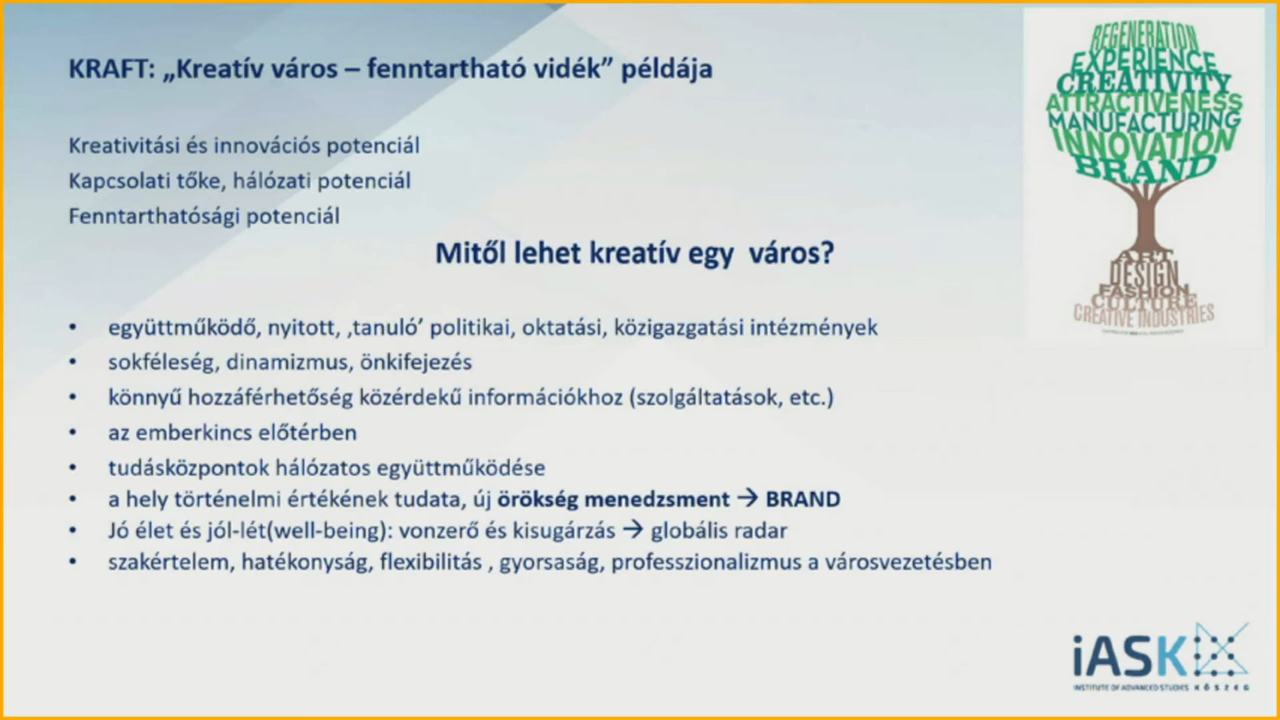 KRAFT: „Kreatív város – fenntartható vidék” példája
Kreativitási és innovációs potenciál
Kapcsolati tőke, hálózati potenciál
Fenntarthatósági potenciál
Mitől lehet kreatív egy város?
• együttműködő, nyitott, ‚tanuló’ politikai, oktatási, közigazgatási intézmények
• sokféleség, dinamizmus, önkifejezés
• könnyű hozzáférhetőség közérdekű információkhoz (szolgáltatások, etc.)
• az emberkincs előtérben
• tudásközpontok hálózatos együttműködése
• a hely történelmi értékének tudata, új örökség menedzsment → BRAND
• Jó élet és jól-lét(well-being): vonzerő és kisugárzás → globális radar
• szakértelem, hatékonyság, flexibilitás , gyorsaság, professzionalizmus a városvezetésben
REGENERATION
EXPERIENCE
CREATIVITY
ATTRACTIVENESS
MANUFACTURING
INNOVATION
BRAND
ART
DESIGN
FASHION
CULTURE
CREATIVE INDUSTRIES
iASK
INSTITUTE OF ADVANCED STUDIES KŐSZEG